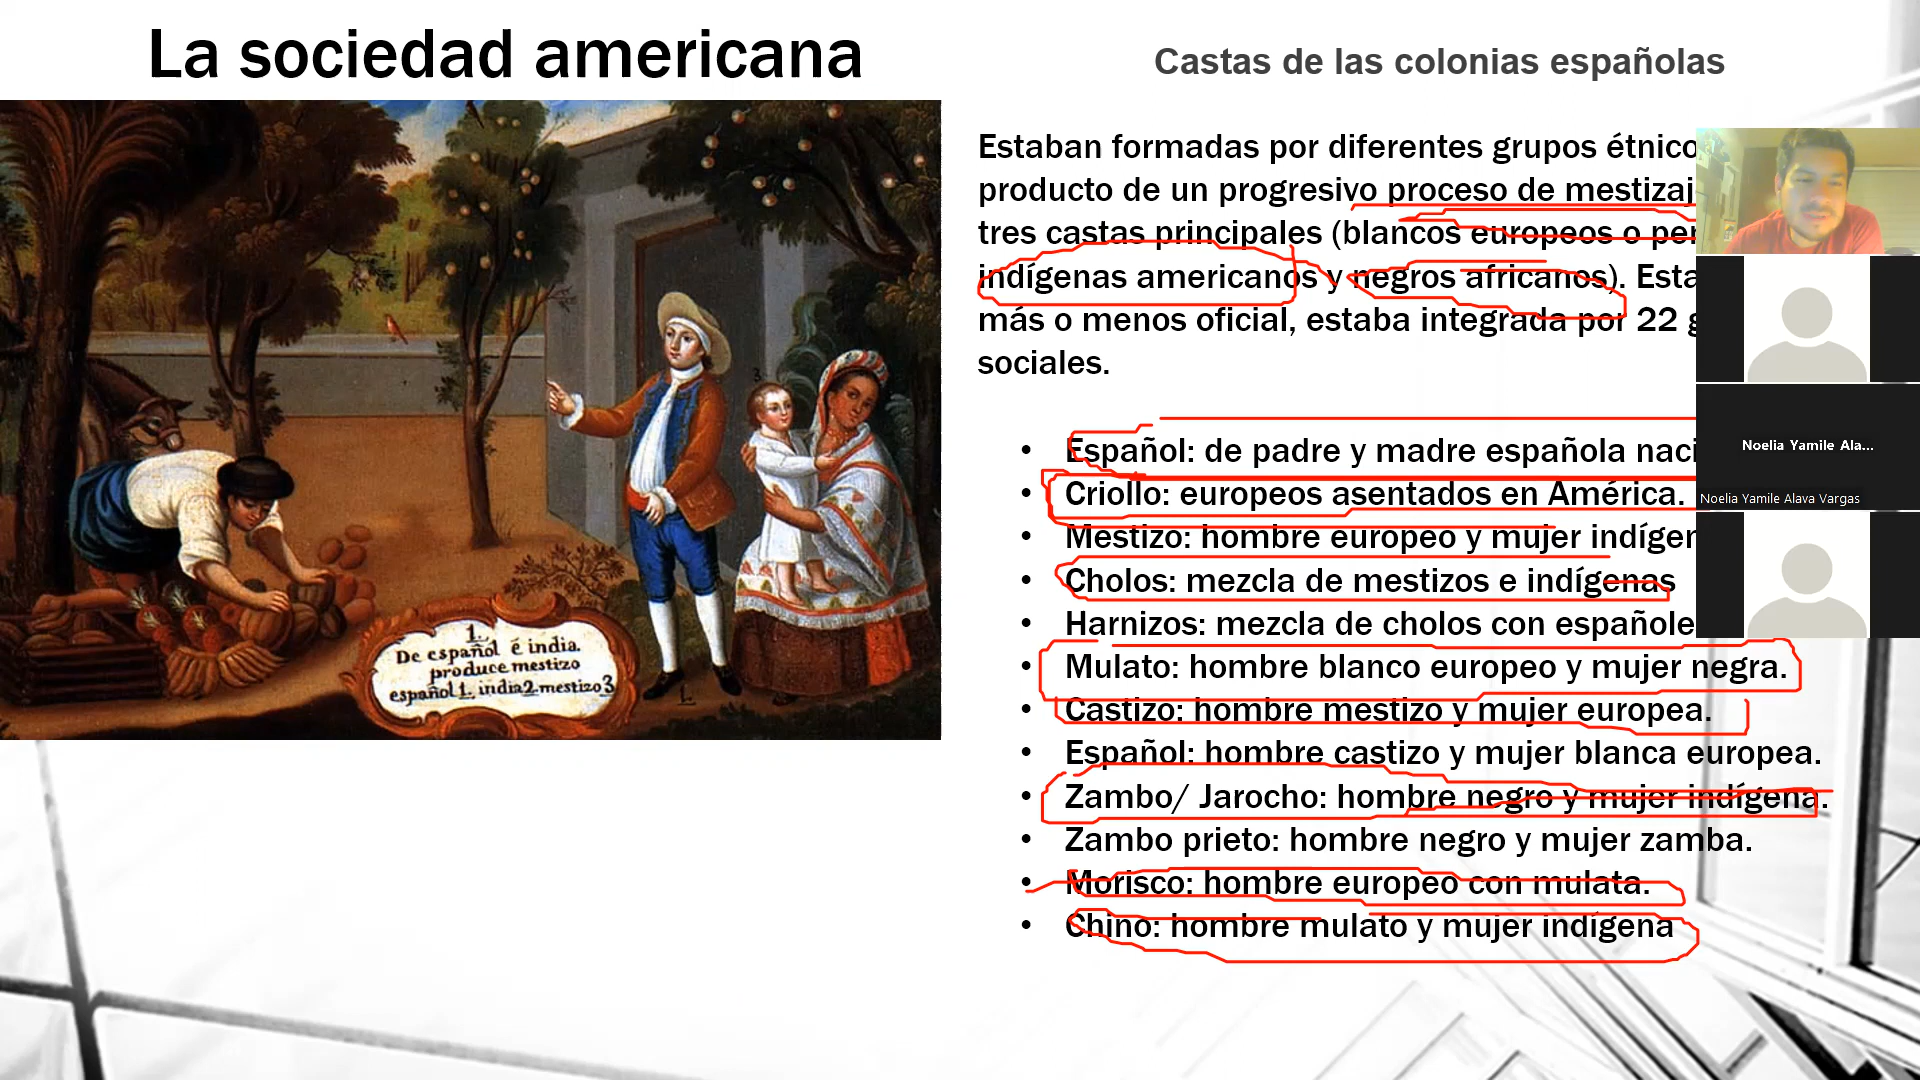 La sociedad americana
Castas de las colonias españolas
Estaban formadas por diferentes grupos étnico
producto de un progresivo proceso de mestizaj
tres castas principales (blancos europeos o per
indígenas americanos y negros africanos). Esta
más o menos oficial, estaba integrada por 22 g
sociales.
• Español: de padre y madre española naci
• Criollo: europeos asentados en América.
• Mestizo: hombre europeo y mujer indíger
• Cholos: mezcla de mestizos e indígenas
• Harnizos: mezcla de cholos con españole
• Mulato: hombre blanco europeo y mujer negra.
• Castizo: hombre mestizo y mujer europea.
• Español: hombre castizo y mujer blanca europea.
• Zambo/ Jarocho: hombre negro y mujer indígena.
• Zambo prieto: hombre negro y mujer zamba.
• Morisco: hombre europeo con mulata.
• Chino: hombre mulato y mujer indígena
1.
De español é india.
produce mestizo
español 1. india 2. mestizo 3
3
1.
Noelia Yamile Ala...
Noelia Yamile Alava Vargas